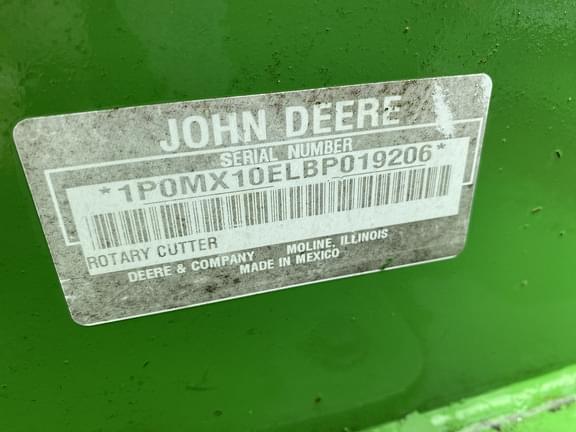 JOHN DEERE
SERIAL NUMBER
*1P0MX10ELBP019206*
ROTARY CUTTER
DEERE & COMPANY MOLINE, ILLINOIS
MADE IN MEXICO